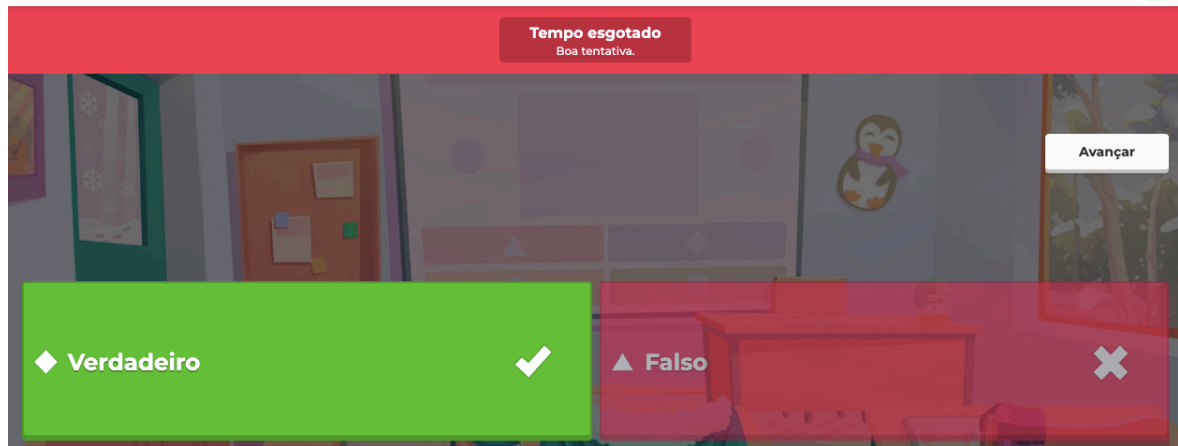 Tempo esgotado
Boa tentativa.
Avançar
Verdadeiro
Falso